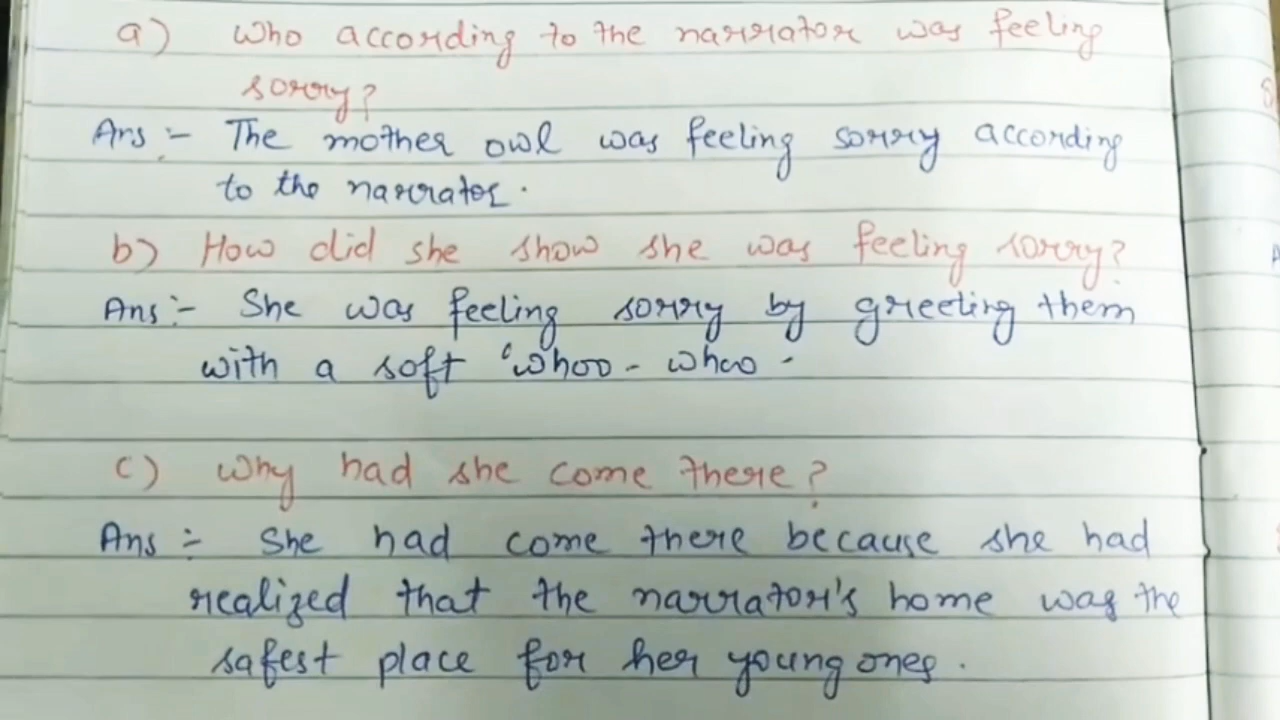 a) Who according to the narrator was feeling
sorry?
Ans :- The mother owl was feeling sorry according
to the narrator.
b) How did she show she was feeling sorry?
Ans :- She was feeling sorry by greeting them
with a soft 'whoo - whoo -
c) Why had she come there?
Ans :- She had come there because she had
realized that the narrator's home was the
safest place for her young ones.